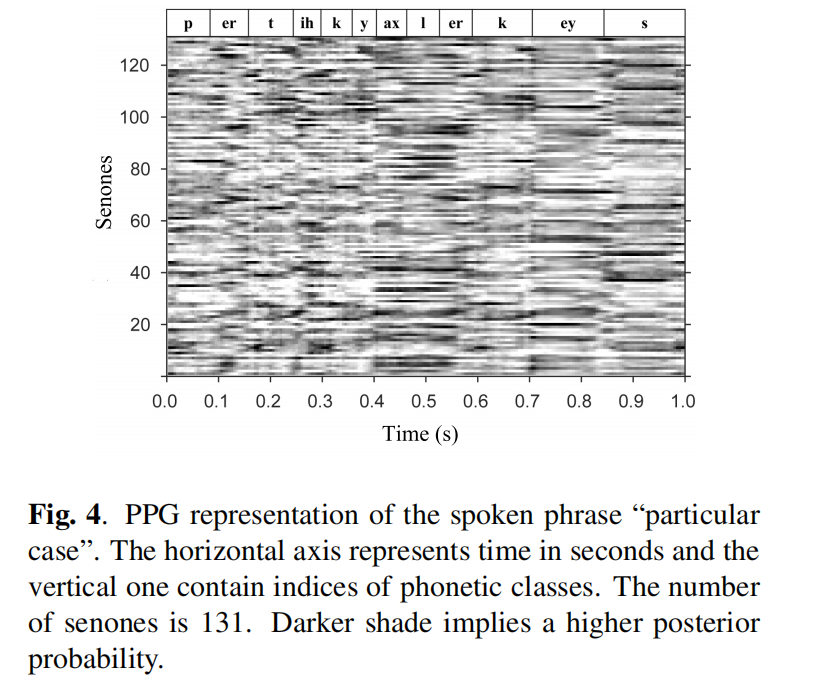 p er t ih k y ax l er k ey s
120
100
80
60
40
20
Senones
0.0 0.1 0.2 0.3 0.4 0.5 0.6 0.7 0.8 0.9 1.0
Time (s)
Fig. 4. PPG representation of the spoken phrase “particular
case”. The horizontal axis represents time in seconds and the
vertical one contain indices of phonetic classes. The number
of senones is 131. Darker shade implies a higher posterior
probability.